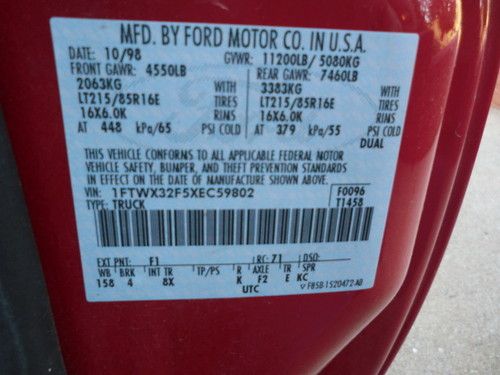 MFD. BY FORD MOTOR CO. IN U.S.A.
DATE: 10/98 GVWR: 11200LB/ 5080KG
FRONT GAWR: 4550LB REAR GAWR: 7460LB
2063KG WITH 3383KG WITH
LT215/85R16E TIRES LT215/85R16E TIRES
16X6.0K RIMS 16X6.0K RIMS
AT 448 kPa/65 PSI COLD AT 379 kPa/55 PSI COLD
DUAL
THIS VEHICLE CONFORMS TO ALL APPLICABLE FEDERAL MOTOR
VEHICLE SAFETY, BUMPER, AND THEFT PREVENTION STANDARDS
IN EFFECT ON THE DATE OF MANUFACTURE SHOWN ABOVE.
VIN: 1FTWX32F5XEC59802 F0096
TYPE: TRUCK T1458
EXT PNT: F1 RC: 71 DSO:
WB BRK INT TR TP/PS R AXLE TR SPR
158 4 8X K F2 E KC
UTC F85B-1520472-AB